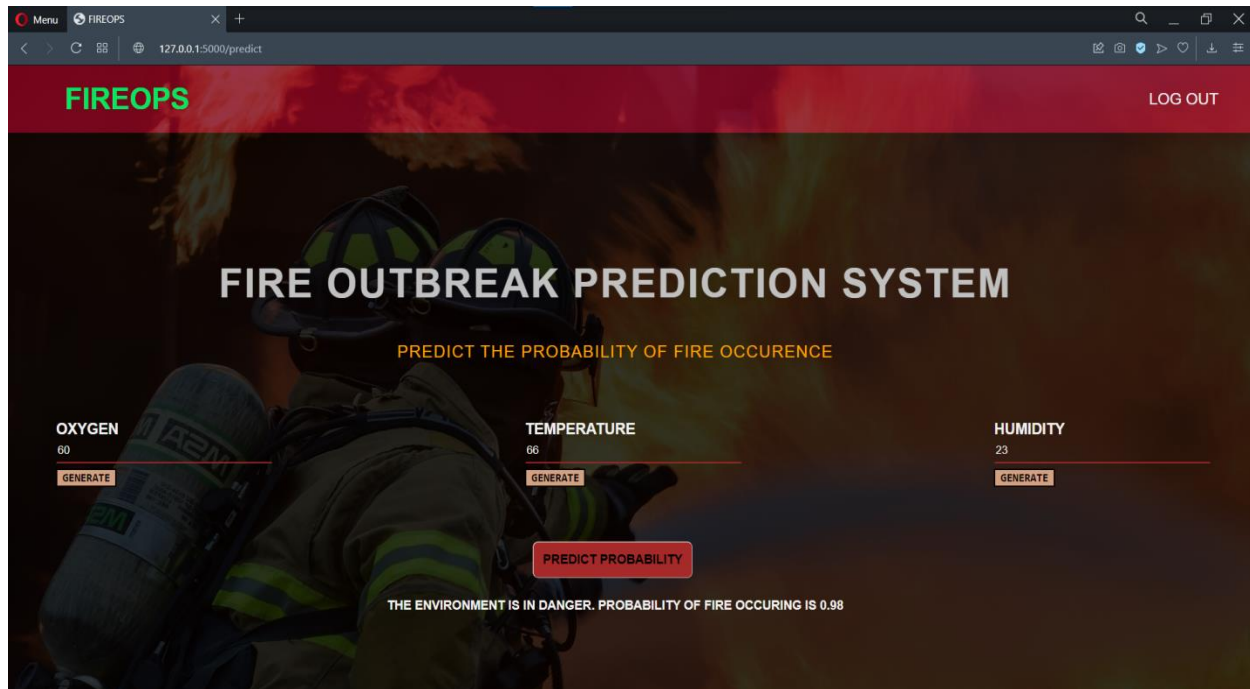 Menu FIREOPS
127.0.0.1:5000/predict
FIREOPS LOG OUT
FIRE OUTBREAK PREDICTION SYSTEM
PREDICT THE PROBABILITY OF FIRE OCCURENCE
OXYGEN TEMPERATURE HUMIDITY
60 66 23
GENERATE GENERATE GENERATE
PREDICT PROBABILITY
THE ENVIRONMENT IS IN DANGER. PROBABILITY OF FIRE OCCURING IS 0.98